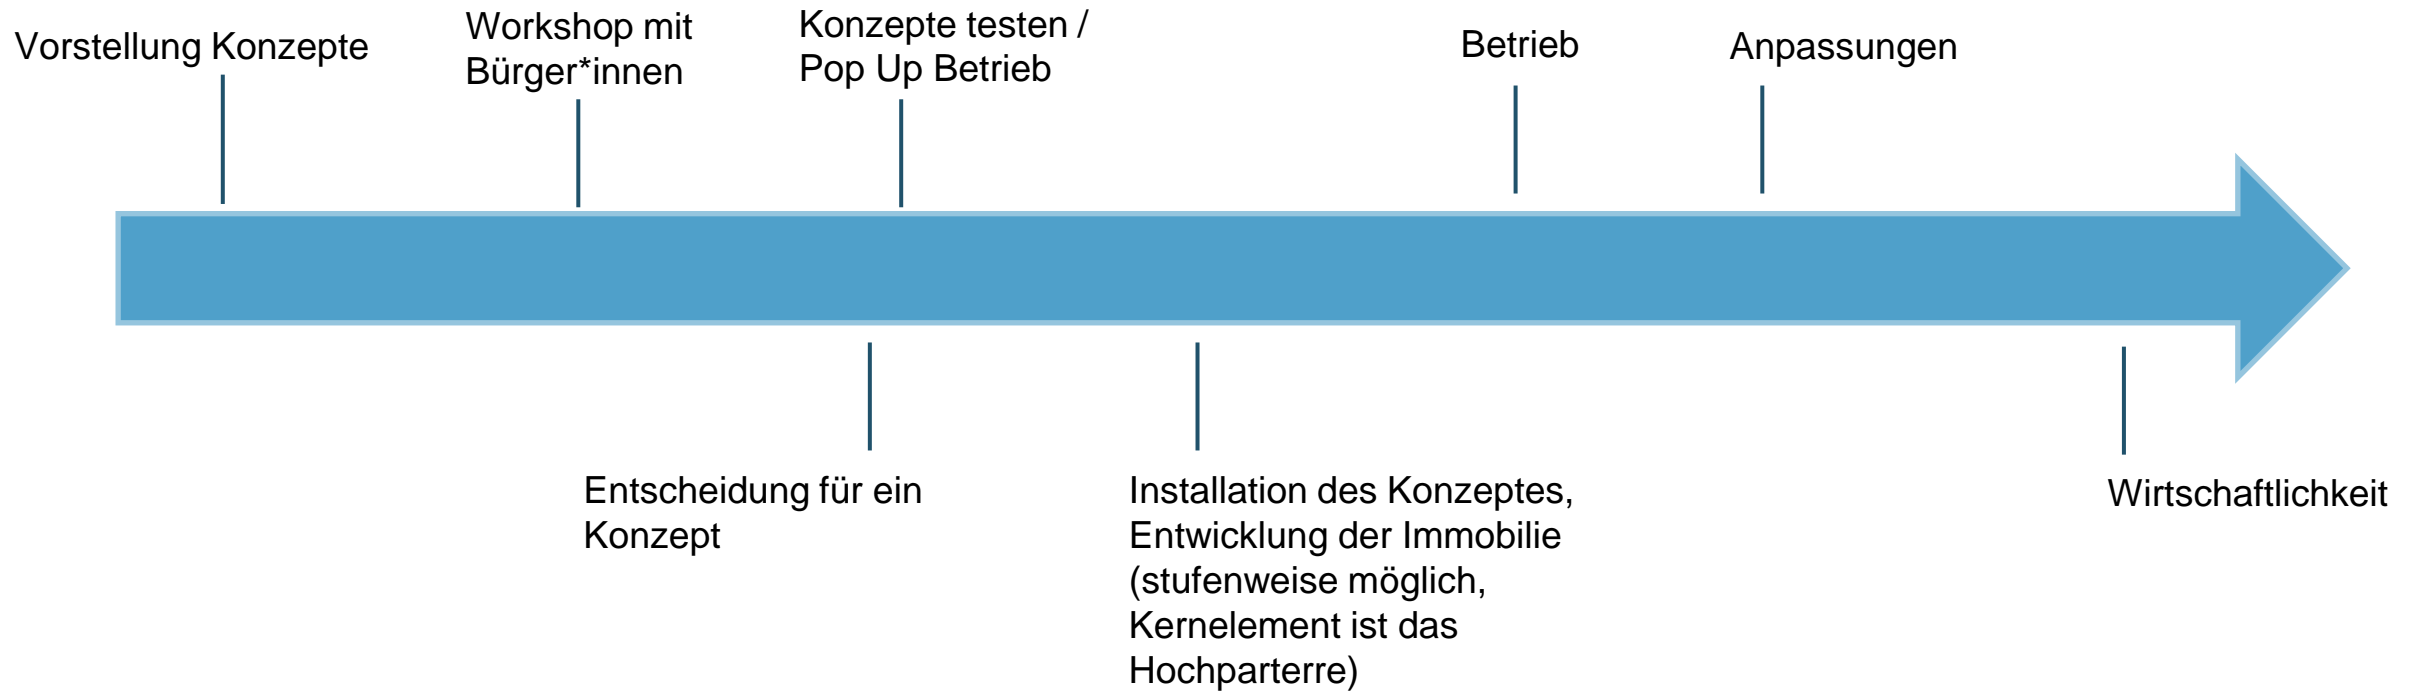 Vorstellung Konzepte
Workshop mit
Bürger*innen
Konzepte testen /
Pop Up Betrieb
Betrieb
Anpassungen
Entscheidung für ein
Konzept
Installation des Konzeptes,
Entwicklung der Immobilie
(stufenweise möglich,
Kernelement ist das
Hochparterre)
Wirtschaftlichkeit